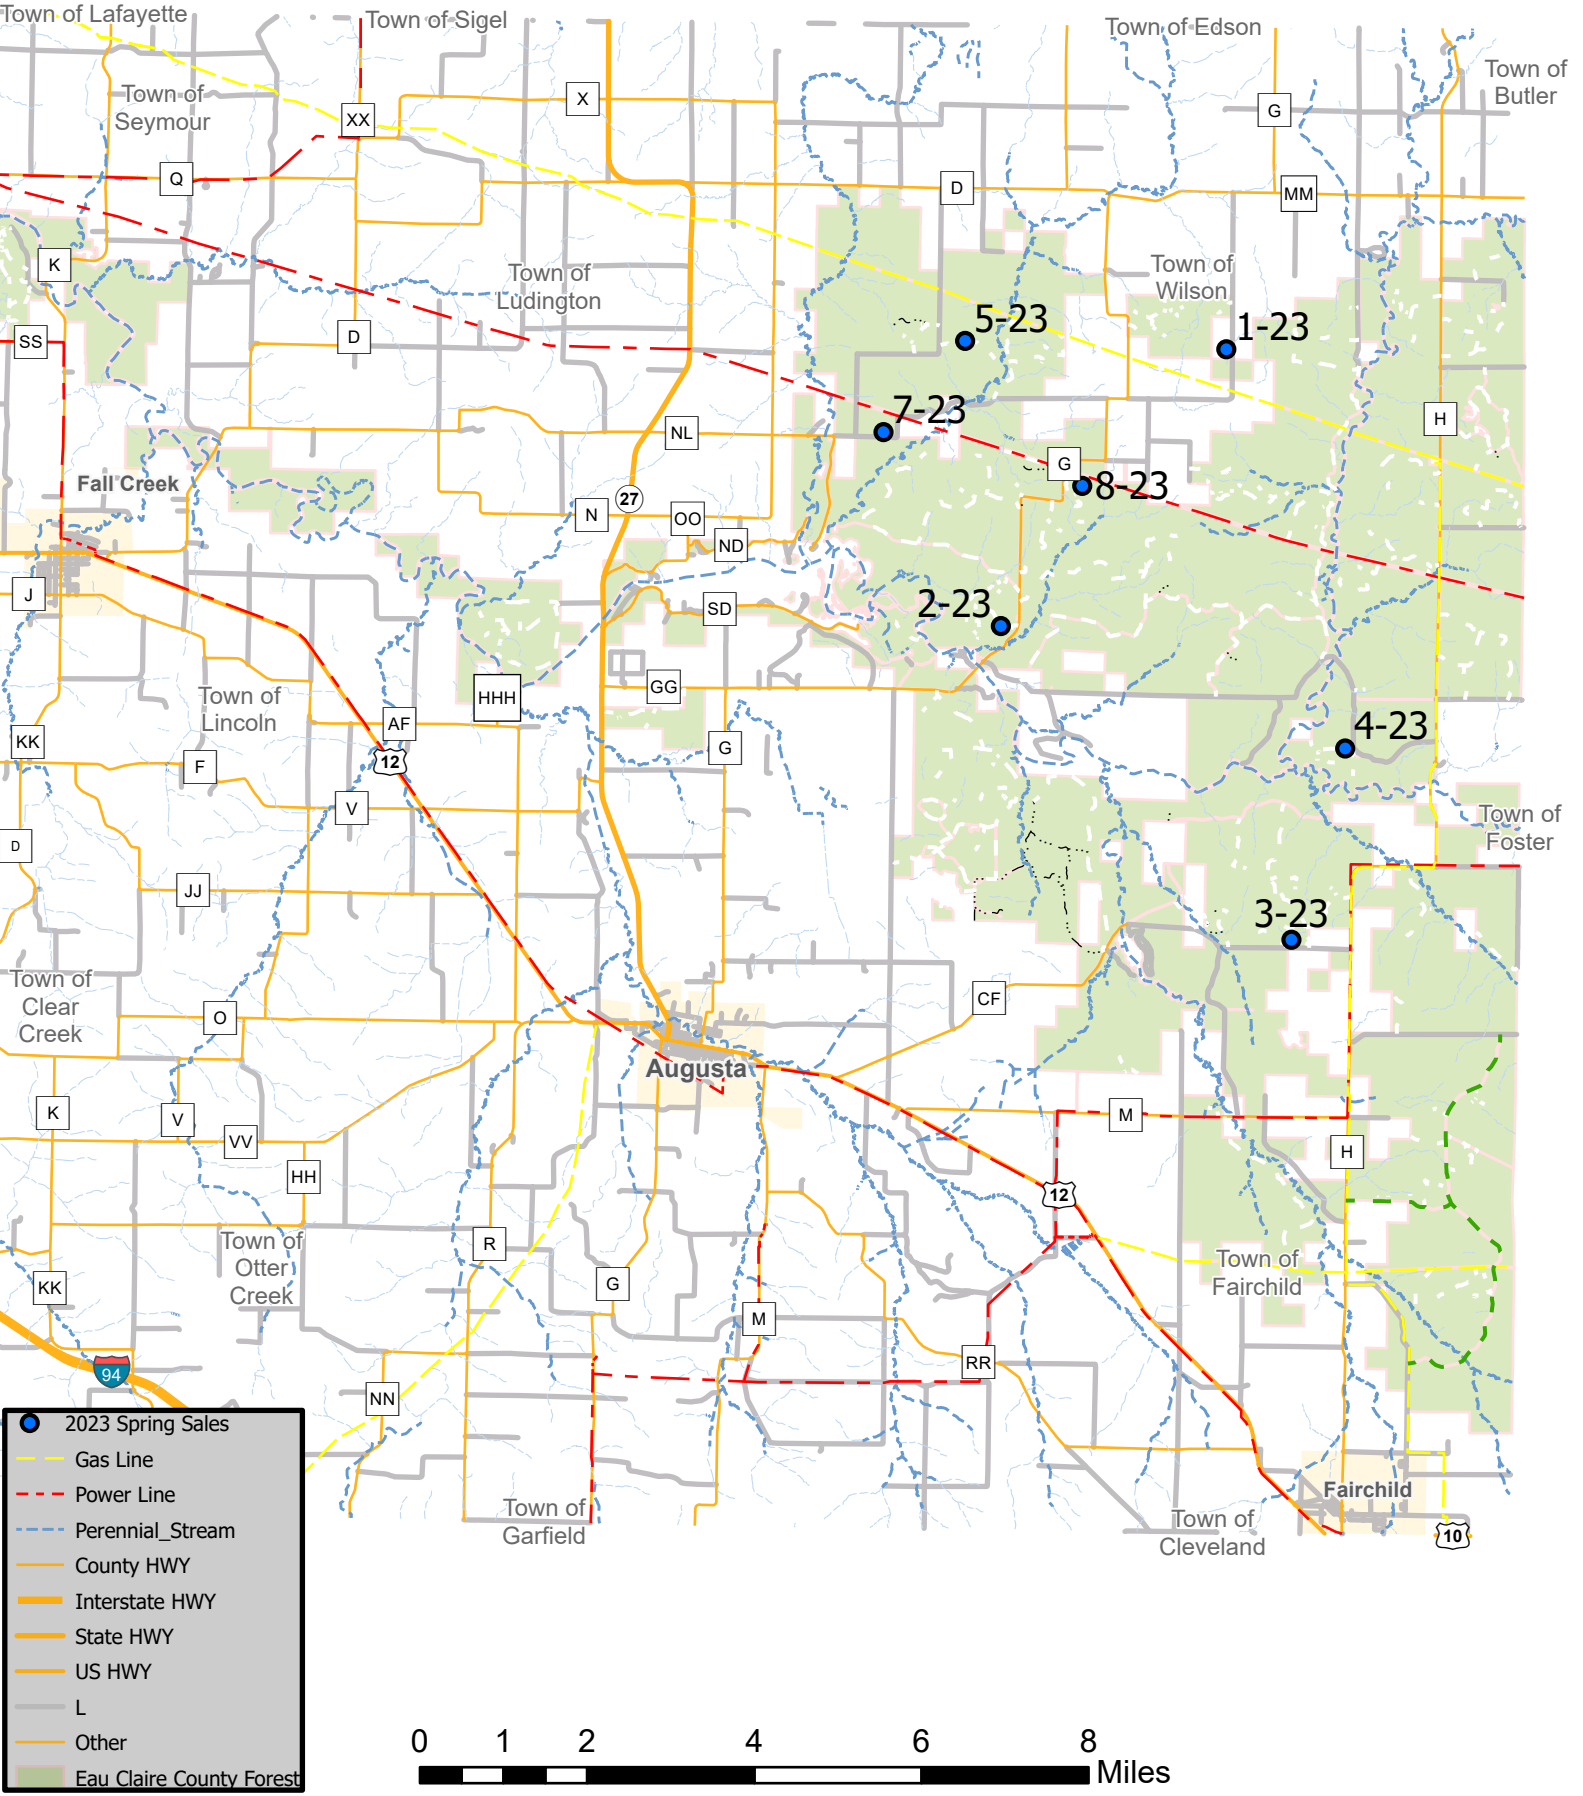 Town of Lafayette
Town of Sigel
Town of Edson
Town of
Butler
Town of
Seymour
XX
X
G
Q
D
MM
K
Town of
Ludington
Town of
Wilson
SS
D
5-23
1-23
7-23
NL
H
G
8-23
Fall Creek
27
N
OO
ND
J
SD
2-23
Town of
Lincoln
HHH
GG
AF
KK
12
F
G
4-23
V
D
Town of
Foster
JJ
3-23
Town of
Clear
Creek
O
CF
Augusta
K
V
VV
M
HH
H
12
R
Town of
Otter
Creek
Town of
Fairchild
KK
G
M
RR
94
NN
2023 Spring Sales
Gas Line
Power Line
Perennial_Stream
County HWY
Interstate HWY
State HWY
US HWY
L
Other
Eau Claire County Forest
Town of
Garfield
Fairchild
Town of
Cleveland
10
0 1 2 4 6 8
Miles